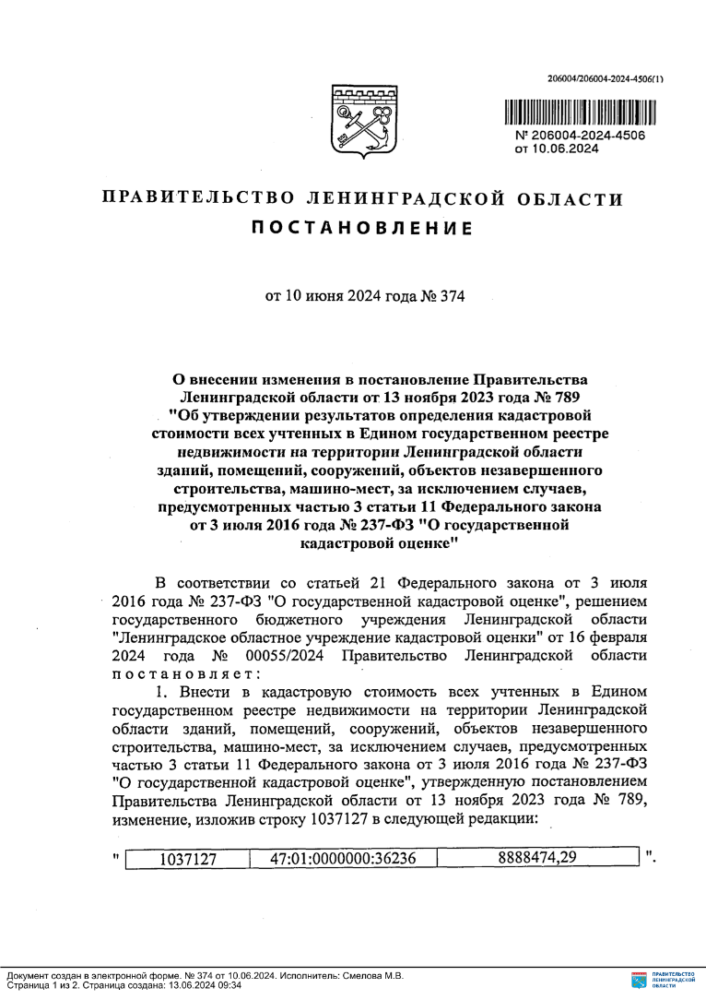 206004/206004-2024-4506(1)
№ 206004-2024-4506
от 10.06.2024
ПРАВИТЕЛЬСТВО ЛЕНИНГРАДСКОЙ ОБЛАСТИ
ПОСТАНОВЛЕНИЕ
от 10 июня 2024 года № 374
О внесении изменения в постановление Правительства
Ленинградской области от 13 ноября 2023 года № 789
"Об утверждении результатов определения кадастровой
стоимости всех учтенных в Едином государственном реестре
недвижимости на территории Ленинградской области
зданий, помещений, сооружений, объектов незавершенного
строительства, машино-мест, за исключением случаев,
предусмотренных частью 3 статьи 11 Федерального закона
от 3 июля 2016 года № 237-ФЗ "О государственной
кадастровой оценке"
В соответствии со статьей 21 Федерального закона от 3 июля
2016 года № 237-ФЗ "О государственной кадастровой оценке", решением
государственного бюджетного учреждения Ленинградской области
"Ленинградское областное учреждение кадастровой оценки" от 16 февраля
2024 года № 00055/2024 Правительство Ленинградской области
постановляет:
1. Внести в кадастровую стоимость всех учтенных в Едином
государственном реестре недвижимости на территории Ленинградской
области зданий, помещений, сооружений, объектов незавершенного
строительства, машино-мест, за исключением случаев, предусмотренных
частью 3 статьи 11 Федерального закона от 3 июля 2016 года № 237-ФЗ
"О государственной кадастровой оценке", утвержденную постановлением
Правительства Ленинградской области от 13 ноября 2023 года № 789,
изменение, изложив строку 1037127 в следующей редакции:
" 1037127 47:01:0000000:36236 8888474,29 ".
Документ создан в электронной форме. № 374 от 10.06.2024. Исполнитель: Смелова М.В.
Страница 1 из 2. Страница создана: 13.06.2024 09:34
ПРАВИТЕЛЬСТВО
ЛЕНИНГРАДСКОЙ
ОБЛАСТИ